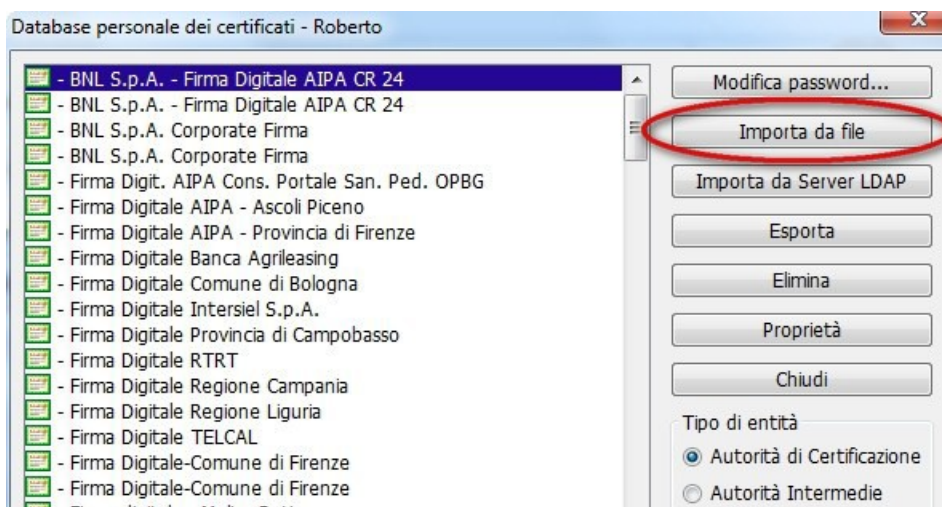 Database personale dei certificati - Roberto
- BNL S.p.A. - Firma Digitale AIPA CR 24
- BNL S.p.A. - Firma Digitale AIPA CR 24
- BNL S.p.A. Corporate Firma
- BNL S.p.A. Corporate Firma
- Firma Digit. AIPA Cons. Portale San. Ped. OPBG
- Firma Digitale AIPA - Ascoli Piceno
- Firma Digitale AIPA - Provincia di Firenze
- Firma Digitale Banca Agrileasing
- Firma Digitale Comune di Bologna
- Firma Digitale Intersiel S.p.A.
- Firma Digitale Provincia di Campobasso
- Firma Digitale RTRT
- Firma Digitale Regione Campania
- Firma Digitale Regione Liguria
- Firma Digitale TELCAL
- Firma Digitale-Comune di Firenze
- Firma Digitale-Comune di Firenze
Modifica password...
Importa da file
Importa da Server LDAP
Esporta
Elimina
Proprietà
Chiudi
Tipo di entità
Autorità di Certificazione
Autorità Intermedie